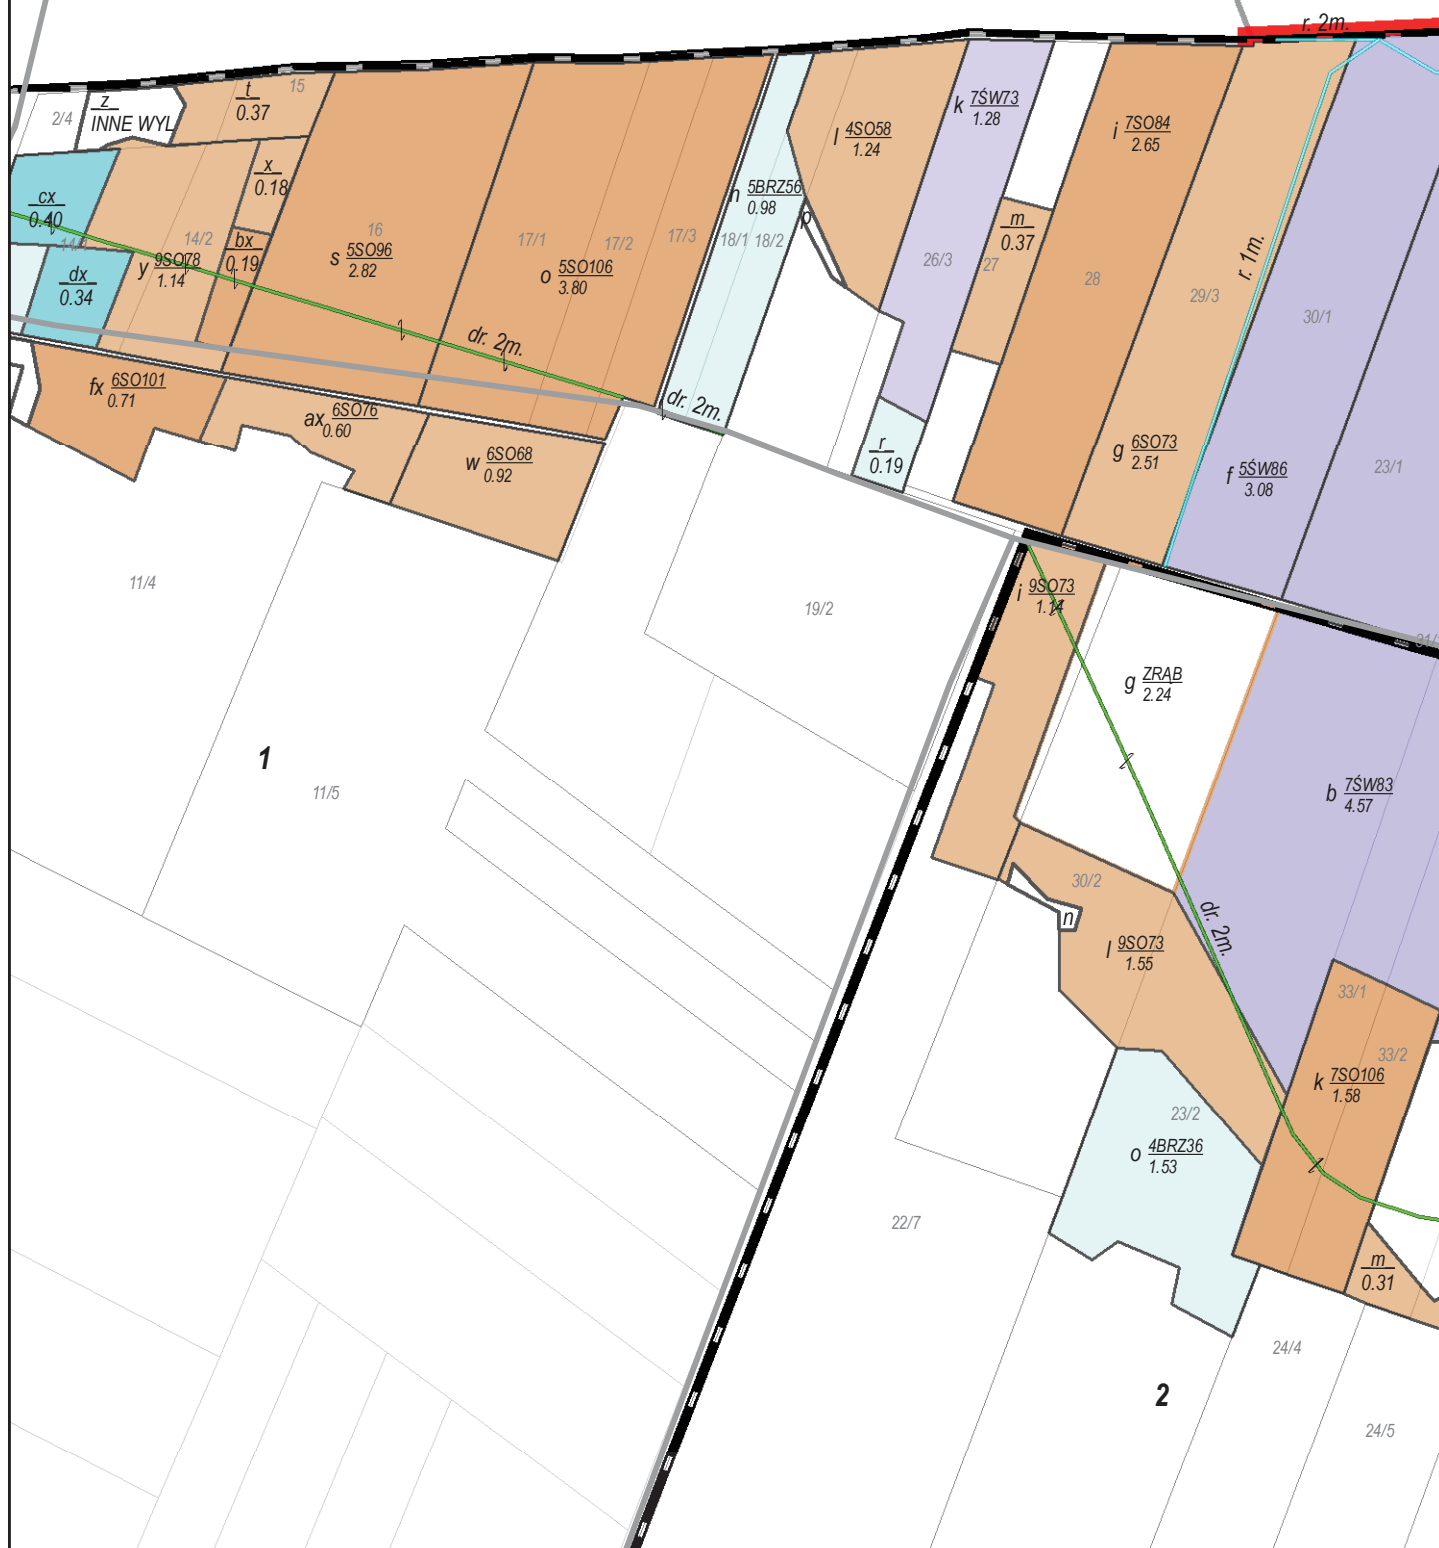 r. 2m.
t
0.37
15
z
INNE WYL
2/4
k 7ŚW73
1.28
i 7SO84
2.65
l 4SO58
1.24
x
0.18
n 5BRZ56
0.98
p
cx
0.40
14/2
bx
0.19
16
s 5SO96
2.82
17/1
17/2
17/3
18/1
18/2
m
0.37
27
26/3
28
29/3
r. 1m.
30/1
dx
0.34
y 9SO78
1.14
o 5SO106
3.80
dr. 2m.
dr. 2m.
fx 6SO101
0.71
ax 6SO76
0.60
w 6SO68
0.92
r
0.19
g 6SO73
2.51
f 5ŚW86
3.08
23/1
11/4
19/2
i 9SO73
1.14
g ZRĄB
2.24
1
11/5
b 7ŚW83
4.57
30/2
n
l 9SO73
1.55
dr. 2m.
33/1
33/2
k 7SO106
1.58
23/2
o 4BRZ36
1.53
22/7
m
0.31
24/4
2
24/5